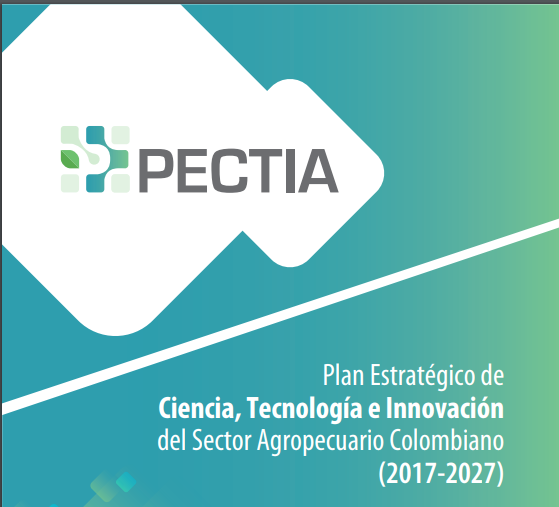 PECTIA
Plan Estratégico de
Ciencia, Tecnología e Innovación
del Sector Agropecuario Colombiano
(2017-2027)